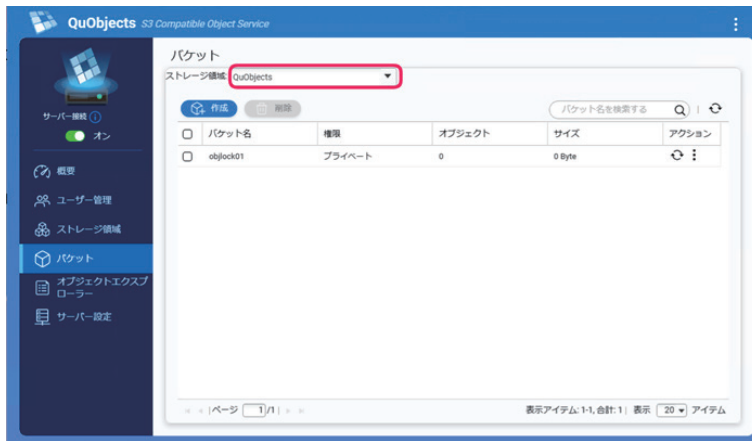 QuObjects S3 Compatible Object Service
バケット
ストレージ領域: QuObjects
作成 削除 バケット名を検索する
サーバー接続
オン
バケット名 権限 オブジェクト サイズ アクション
objlock01 プライベート 0 0 Byte
概要
ユーザー管理
ストレージ領域
バケット
オブジェクトエクスプ
ローラー
サーバー設定
ページ 1 /1 表示アイテム: 1-1, 合計: 1 | 表示 20 アイテム